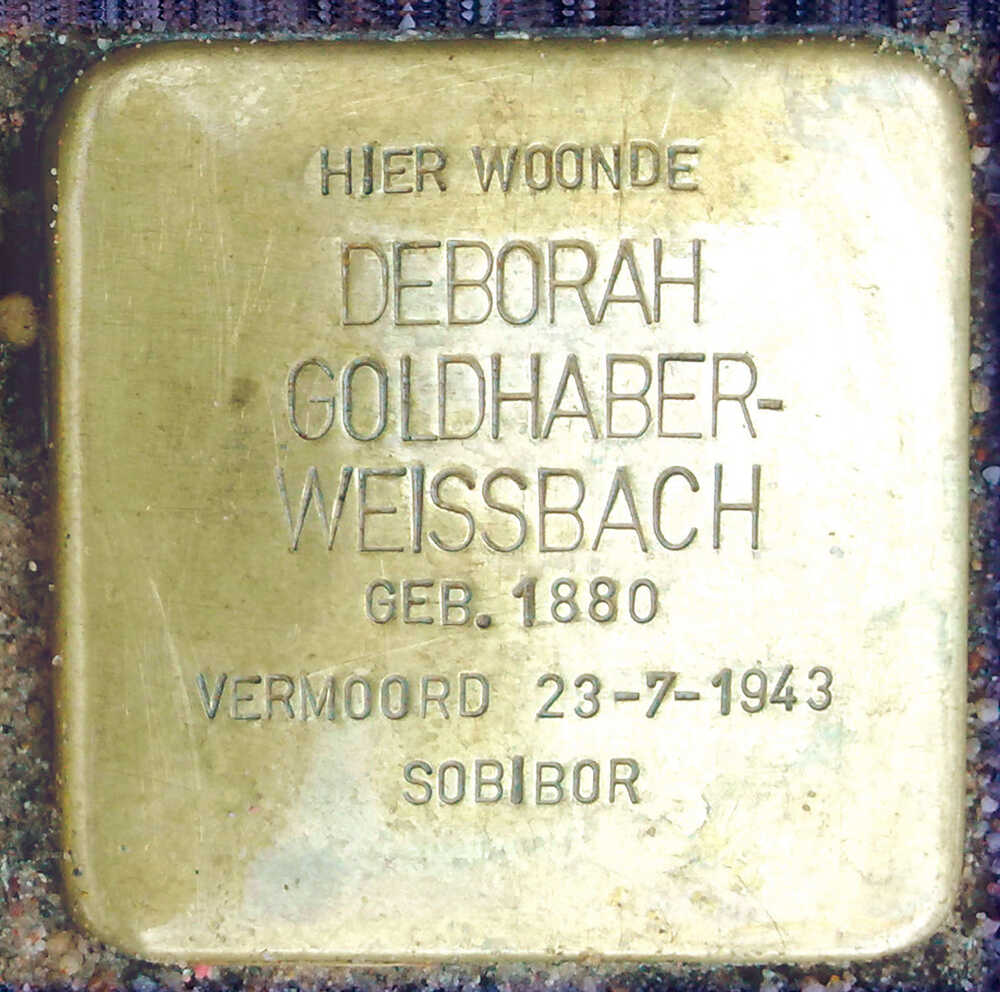 HIER WOONDE
DEBORAH
GOLDHABER-
WEISSBACH
GEB. 1880
VERMOORD 23-7-1943
SOBIBOR